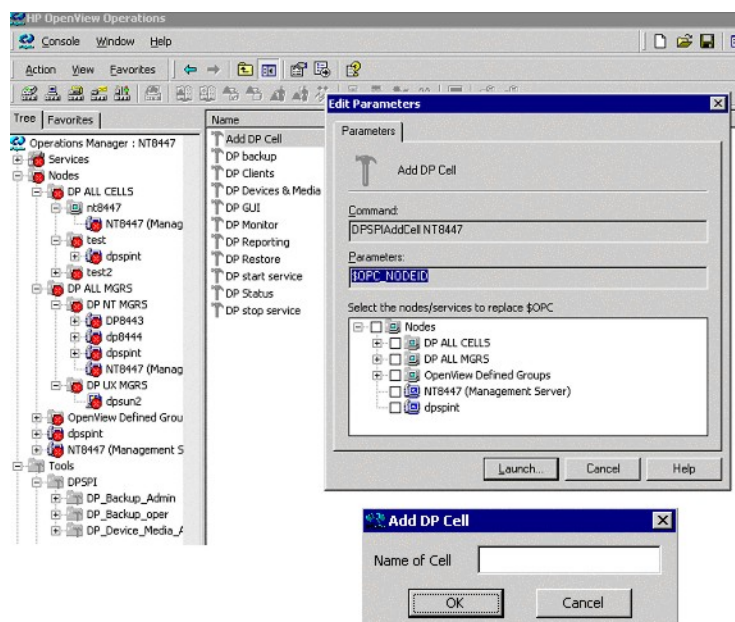 HP OpenView Operations
Console Window Help
Action View Favorites
Tree Favorites
Operations Manager : NT8447
Services
Nodes
DP ALL CELLS
nt8447
NT8447 (Manag
test
dpspint
test2
DP ALL MGRS
DP NT MGRS
DP8443
dp8444
dpspint
NT8447 (Manag
DP UX MGRS
dpsun2
OpenView Defined Grou
dpspint
NT8447 (Management S
Tools
DPSPI
DP_Backup_Admin
DP_Backup_oper
DP_Device_Media_A
Name
Add DP Cell
DP backup
DP Clients
DP Devices & Media
DP GUI
DP Monitor
DP Reporting
DP Restore
DP start service
DP Status
DP stop service
Edit Parameters
Parameters
Add DP Cell
Command:
DPSPIAddCell NT8447
Parameters:
$OPC_NODEID
Select the nodes/services to replace $OPC
Nodes
DP ALL CELLS
DP ALL MGRS
OpenView Defined Groups
NT8447 (Management Server)
dpspint
Launch... Cancel Help
Add DP Cell
Name of Cell
OK Cancel